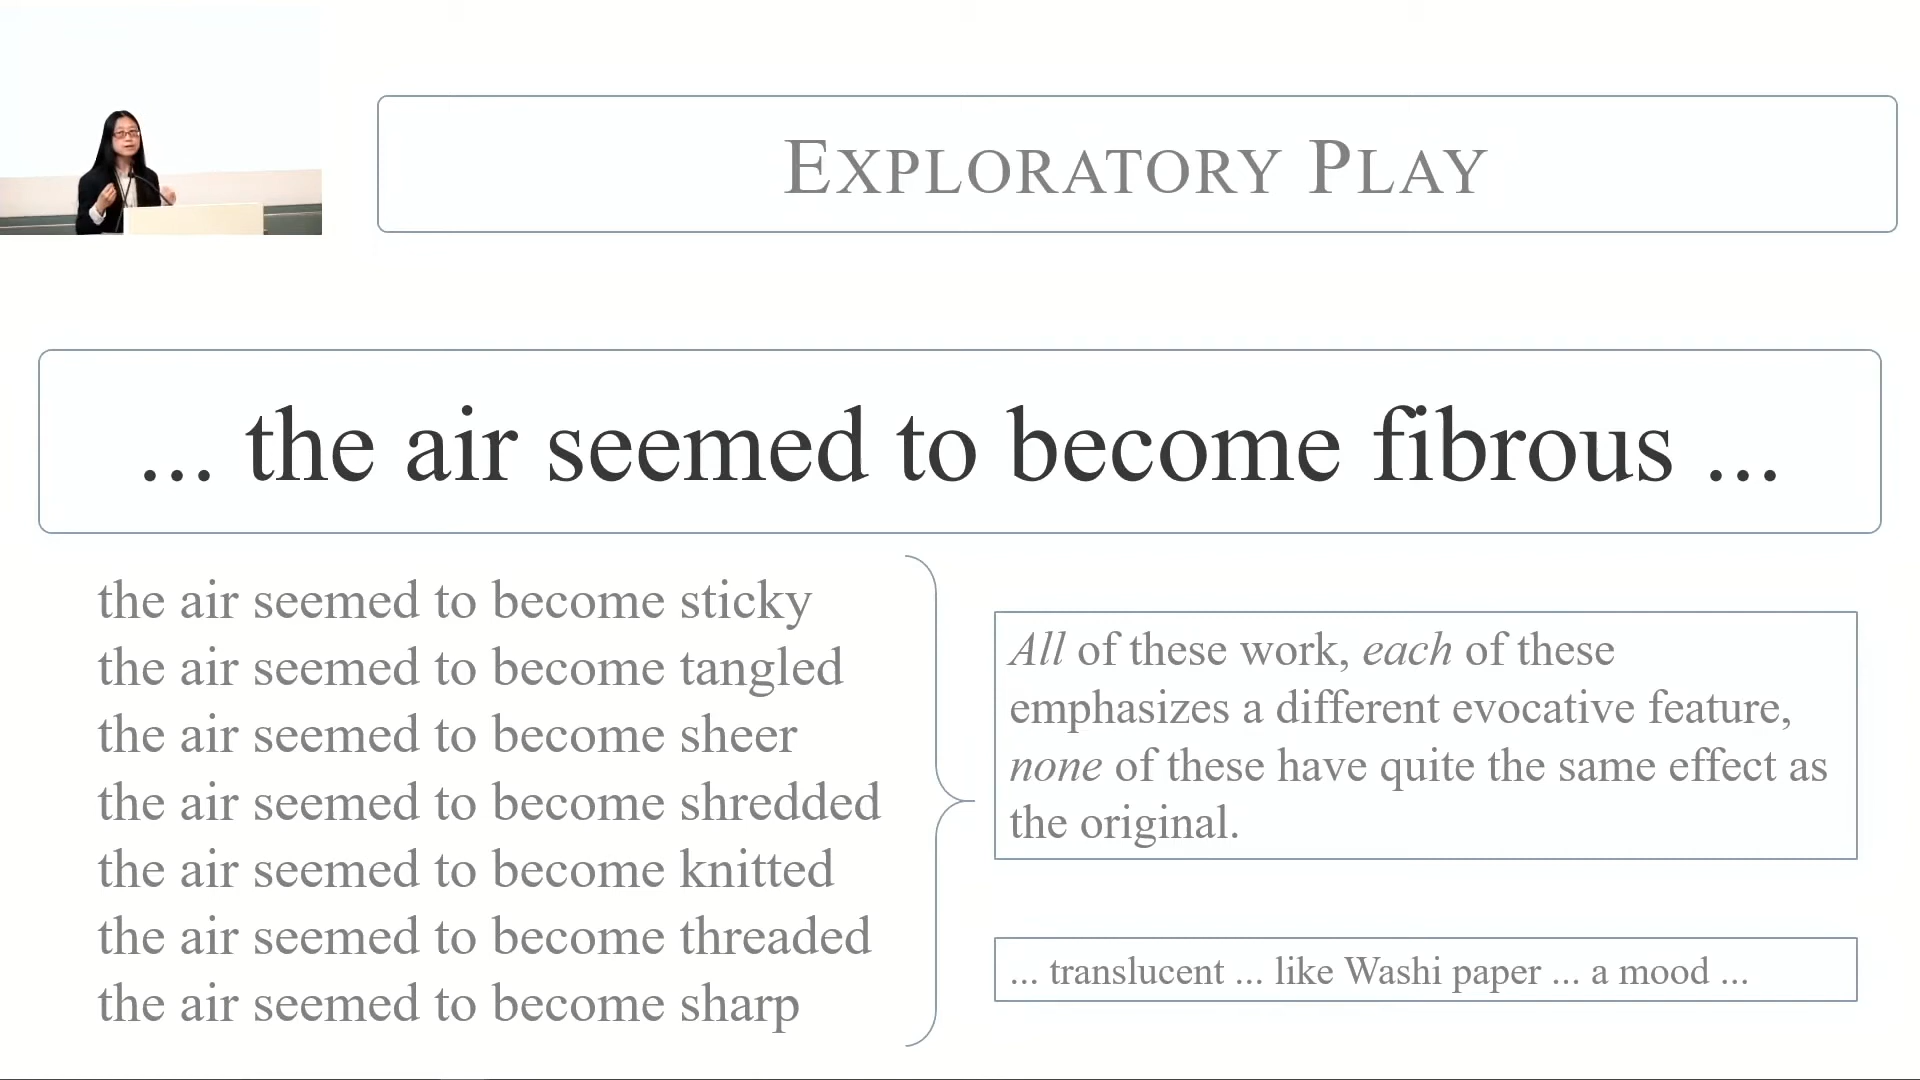 EXPLORATORY PLAY
... the air seemed to become fibrous ...
the air seemed to become sticky
the air seemed to become tangled
the air seemed to become sheer
the air seemed to become shredded
the air seemed to become knitted
the air seemed to become threaded
the air seemed to become sharp
All of these work, each of these
emphasizes a different evocative feature,
none of these have quite the same effect as
the original.
... translucent ... like Washi paper ... a mood ...